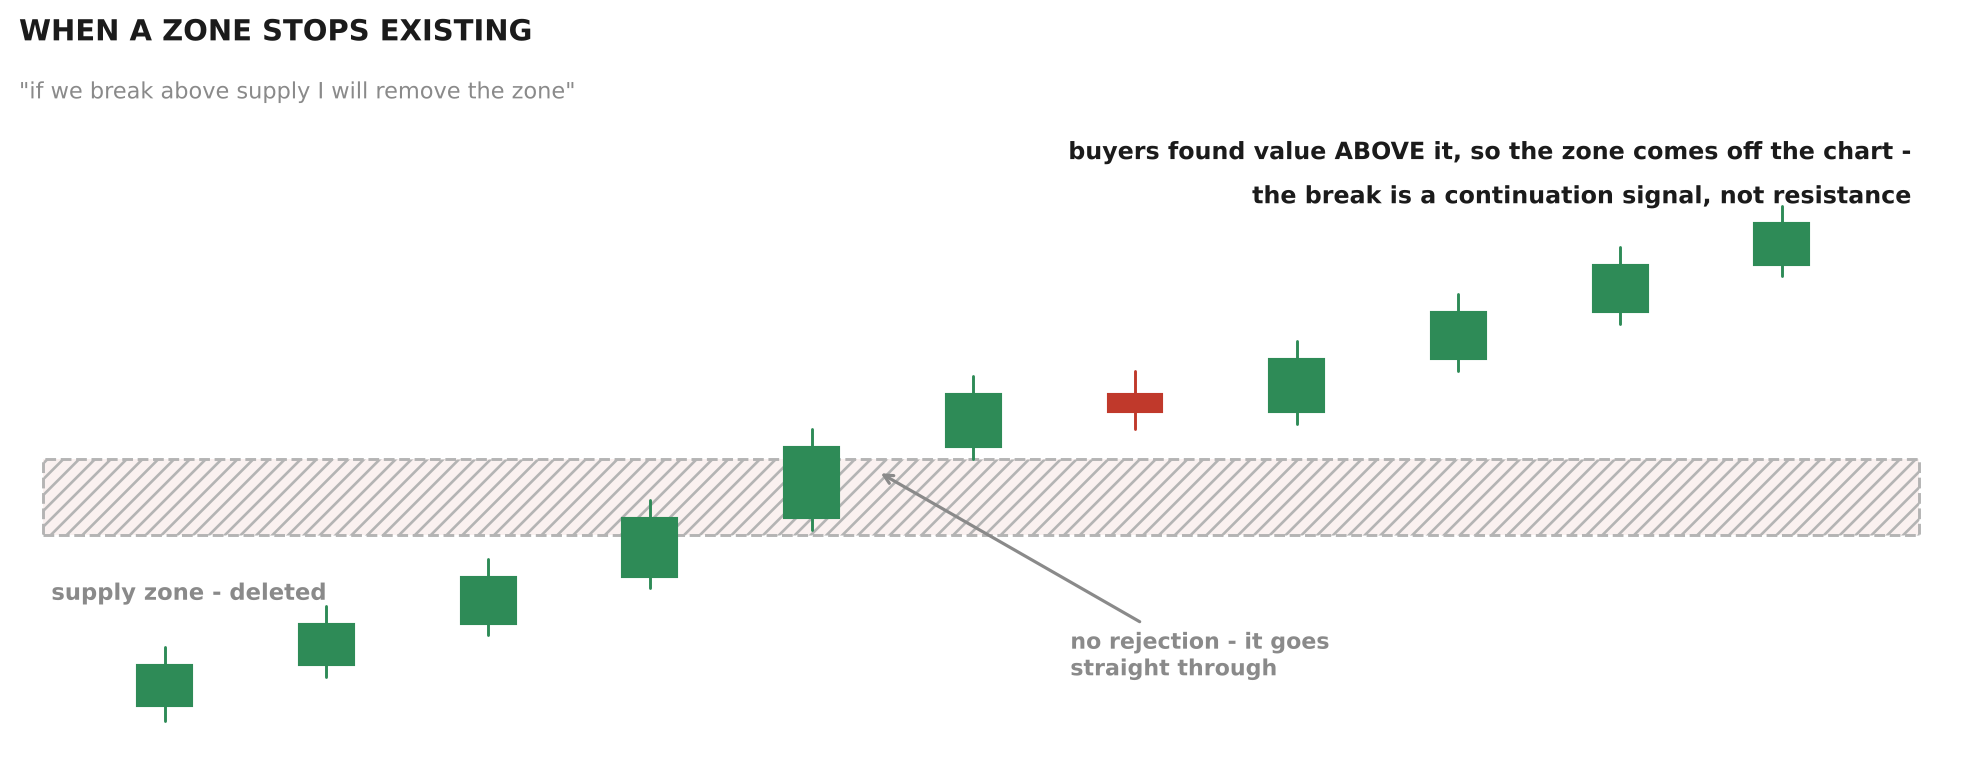 WHEN A ZONE STOPS EXISTING
"if we break above supply I will remove the zone"
buyers found value ABOVE it, so the zone comes off the chart -
the break is a continuation signal, not resistance
supply zone - deleted
no rejection - it goes
straight through